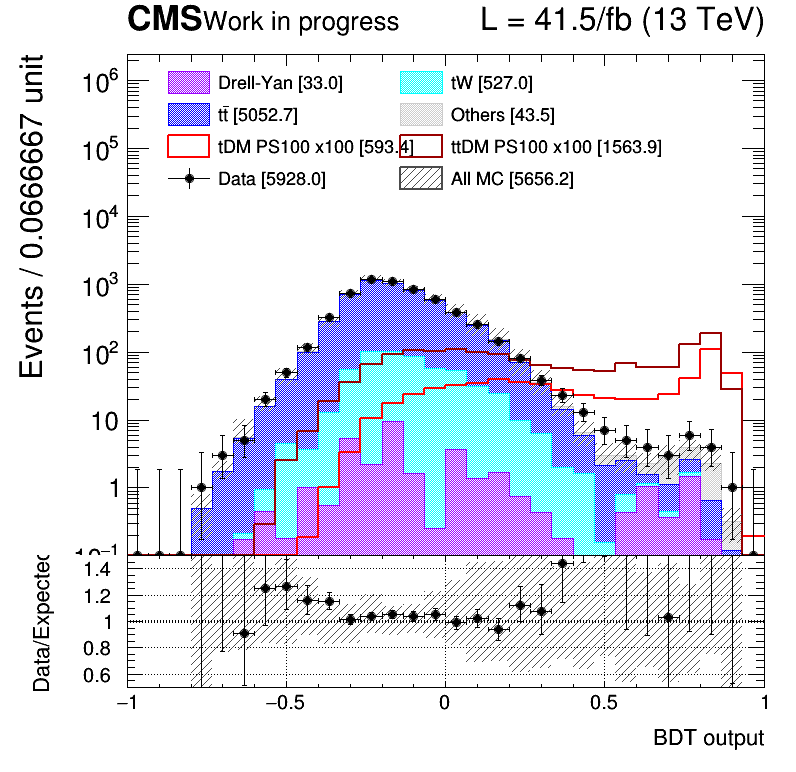 CMS Work in progress L = 41.5/fb (13 TeV)
Events / 0.0666667 unit
Drell-Yan [33.0] tW [527.0]
tt̄ [5052.7] Others [43.5]
tDM PS100 x100 [593.4] ttDM PS100 x100 [1563.9]
Data [5928.0] All MC [5656.2]
10⁶
10⁵
10⁴
10³
10²
10
1
10⁻¹
Data/Expected
1.4
1.2
1
0.8
0.6
−1 −0.5 0 0.5 1
BDT output